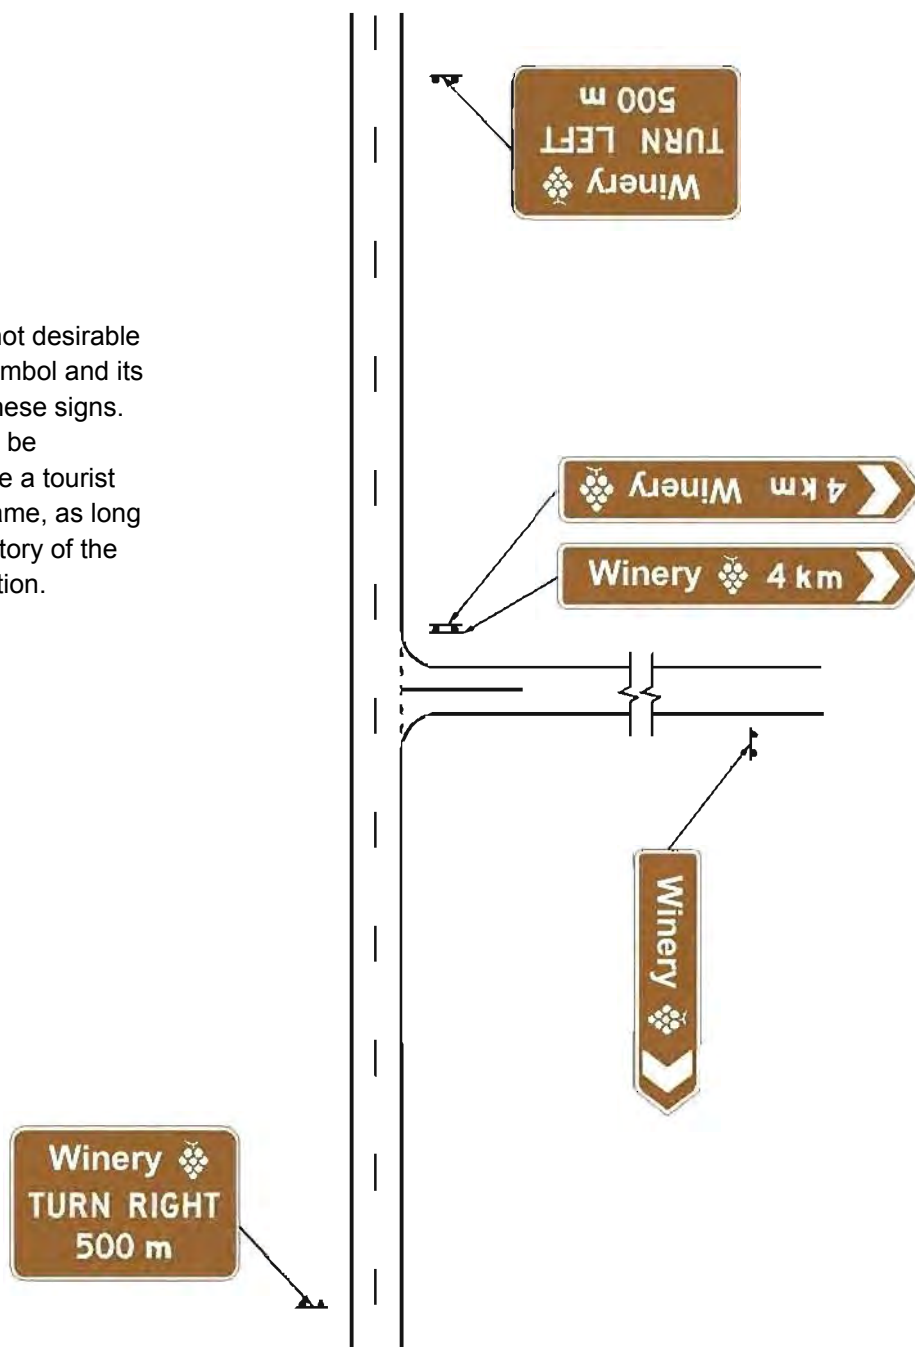 Winery
TURN LEFT
500 m
not desirable
mbol and its
hese signs.
be
e a tourist
ame, as long
tory of the
tion.
Winery 4 km
Winery 4 km
Winery
Winery
TURN RIGHT
500 m